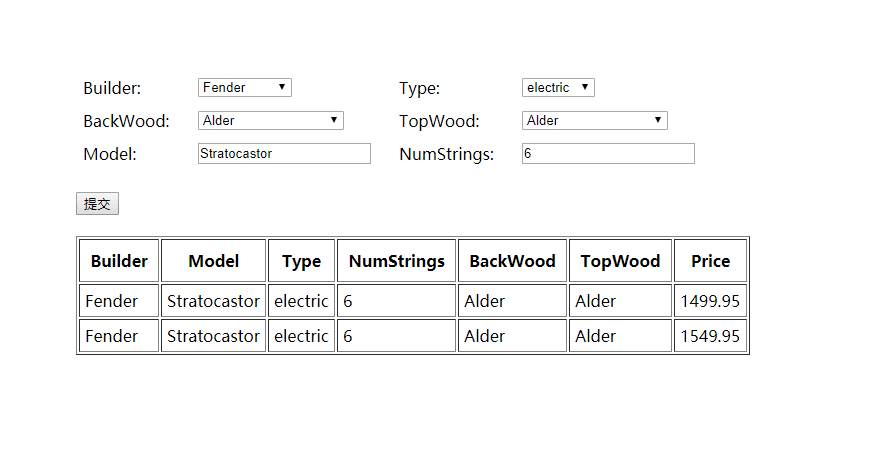 Builder: Fender Type: electric
BackWood: Alder TopWood: Alder
Model: Stratocastor NumStrings: 6
提交
Builder Model Type NumStrings BackWood TopWood Price
Fender Stratocastor electric 6 Alder Alder 1499.95
Fender Stratocastor electric 6 Alder Alder 1549.95